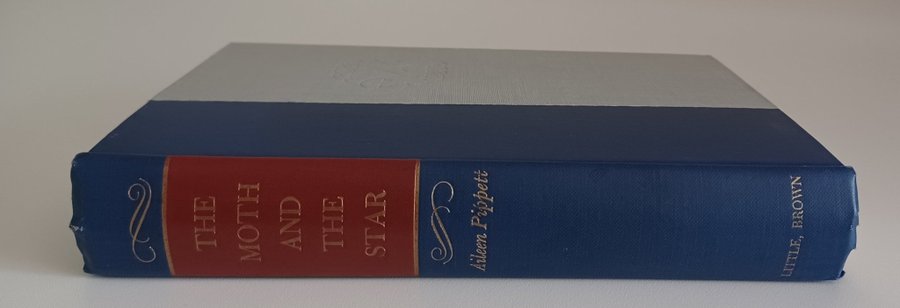 THE
MOTH
AND
THE
STAR
Aileen Pippett
LITTLE, BROWN